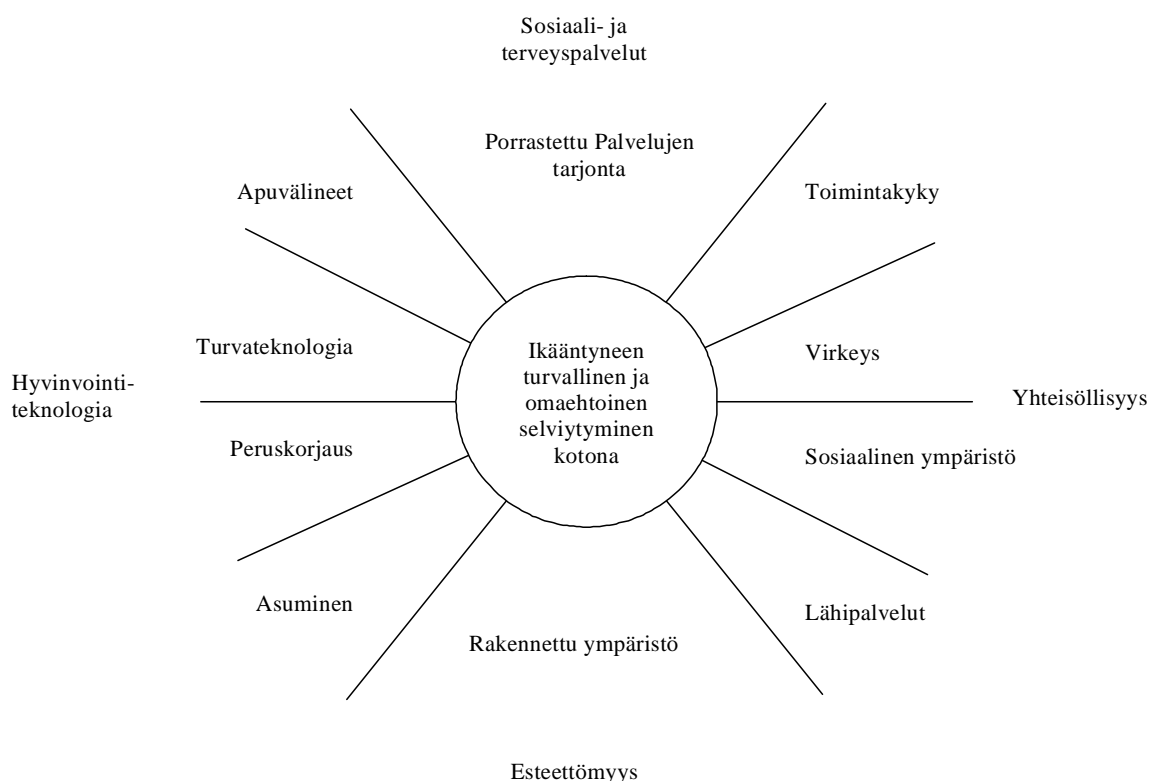 Sosiaali- ja
terveyspalvelut
Porrastettu Palvelujen
tarjonta
Apuvälineet
Toimintakyky
Turvateknologia
Virkeys
Ikääntyneen
turvallinen ja
omaehtoinen
selviytyminen
kotona
Hyvinvointi-
teknologia
Yhteisöllisyys
Peruskorjaus
Sosiaalinen ympäristö
Asuminen
Lähipalvelut
Rakennettu ympäristö
Esteettömyys